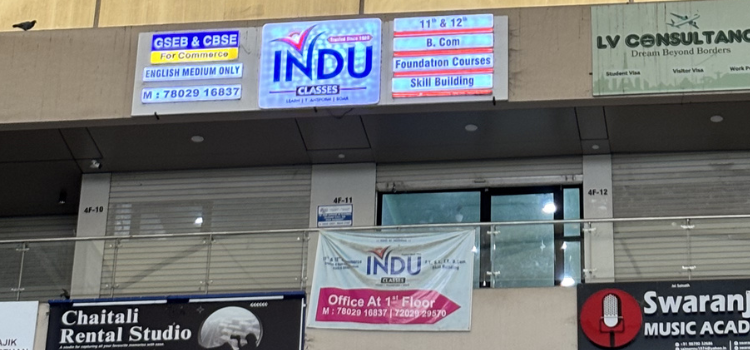 GSEB & CBSE
For Commerce
ENGLISH MEDIUM ONLY
M : 78029 16837
INDU
CLASSES
11th & 12th
B. Com
Foundation Courses
Skill Building
LV CONSULTANC
Dream Beyond Borders
Student Visa
Visitor Visa
Work P
4F-10
4F-11
4F-12
INDU
CLASSES
Office At 1st Floor
M : 78029 16837 | 72029 29570
AJIK
Chaitali
Rental Studio
Swaranj
MUSIC ACAD